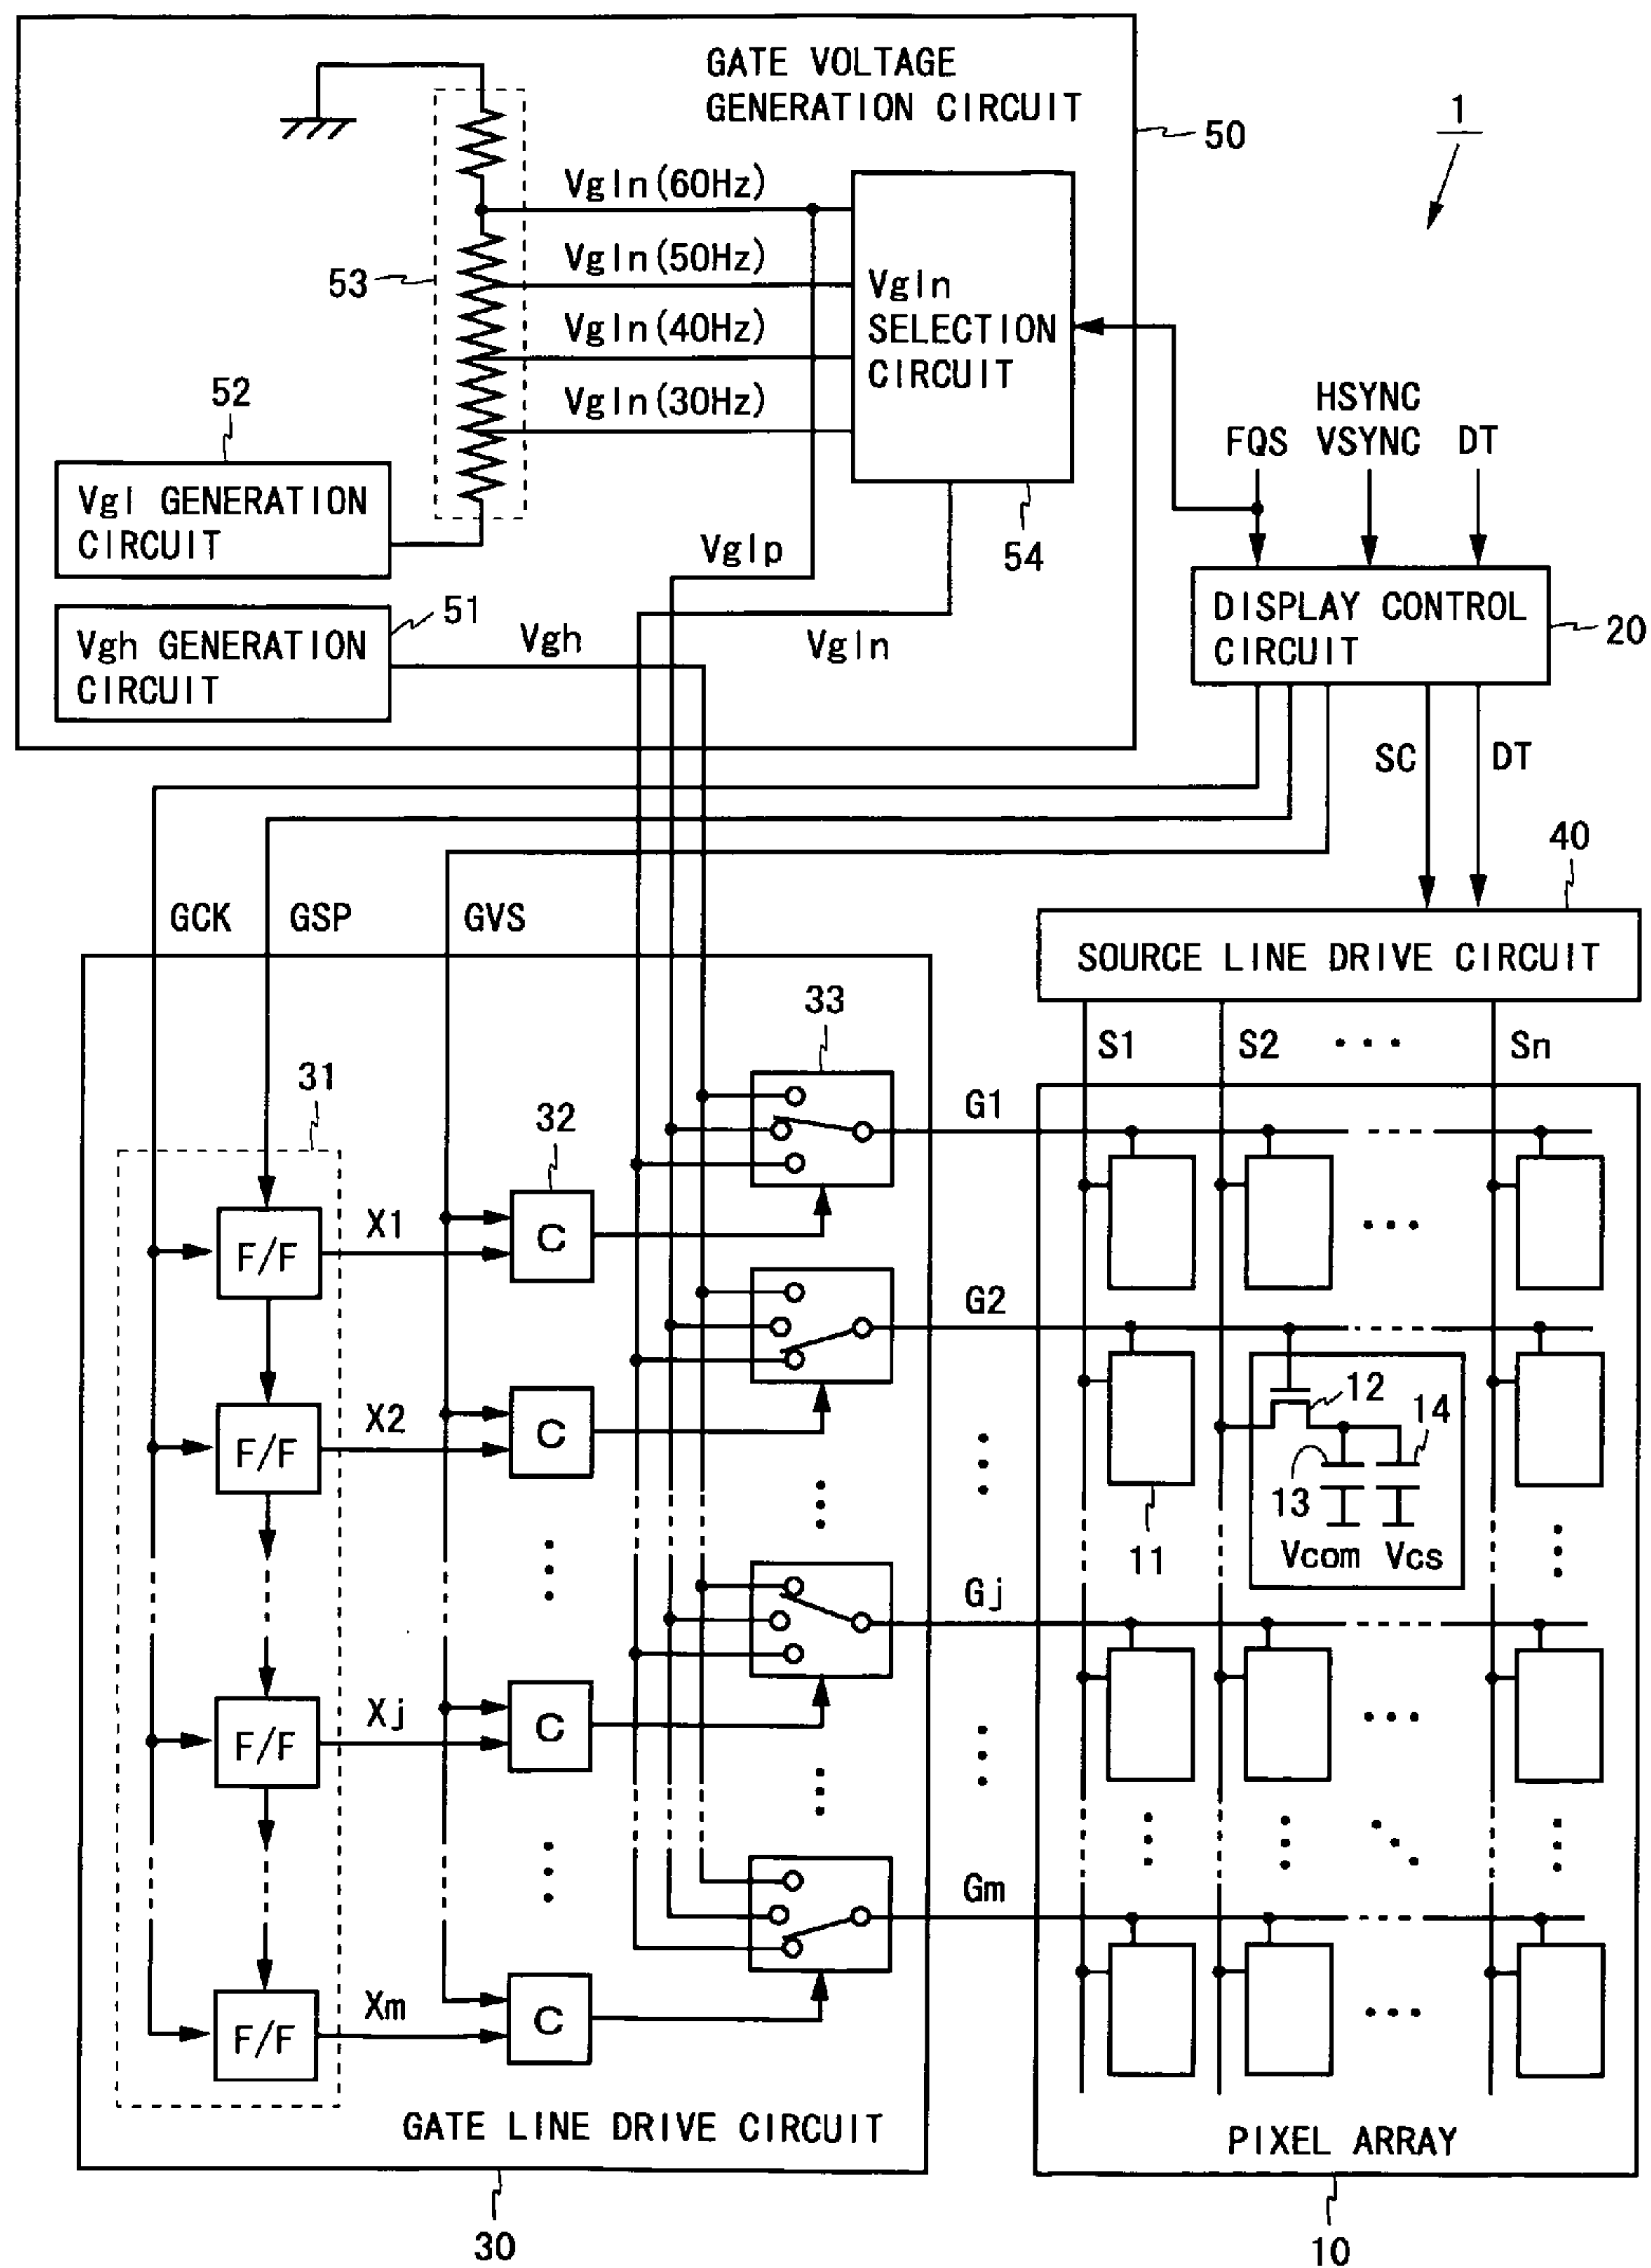 GATE VOLTAGE
GENERATION CIRCUIT
50
1
Vgln(60Hz)
Vgln(50Hz)
Vgln(40Hz)
Vgln(30Hz)
53
Vgln
SELECTION
CIRCUIT
54
52
Vgl GENERATION
CIRCUIT
51
Vgh GENERATION
CIRCUIT
Vglp
Vgh
Vgln
FQS
HSYNC
VSYNC
DT
DISPLAY CONTROL
CIRCUIT
20
SC
DT
40
SOURCE LINE DRIVE CIRCUIT
GCK
GSP
GVS
S1
S2
Sn
31
32
33
F/F
X1
C
G1
F/F
X2
C
G2
12
14
13
Vcom
Vcs
11
F/F
Xj
C
Gj
F/F
Xm
C
Gm
GATE LINE DRIVE CIRCUIT
30
PIXEL ARRAY
10